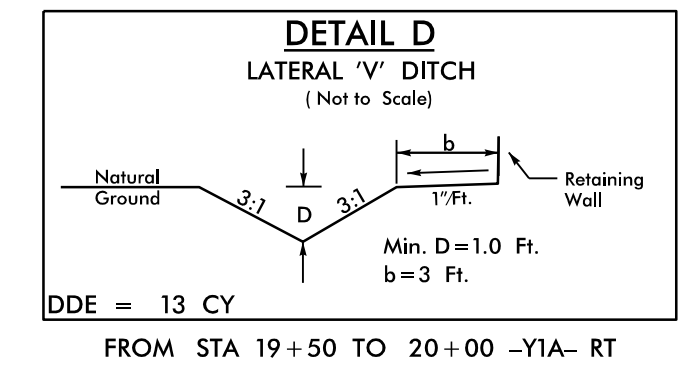 DETAIL D
LATERAL 'V' DITCH
( Not to Scale)
b
Natural
Ground
3:1
D
3:1
1"/Ft.
Retaining
Wall
Min. D=1.0 Ft.
b=3 Ft.
DDE = 13 CY
FROM STA 19+50 TO 20+00 -Y1A- RT